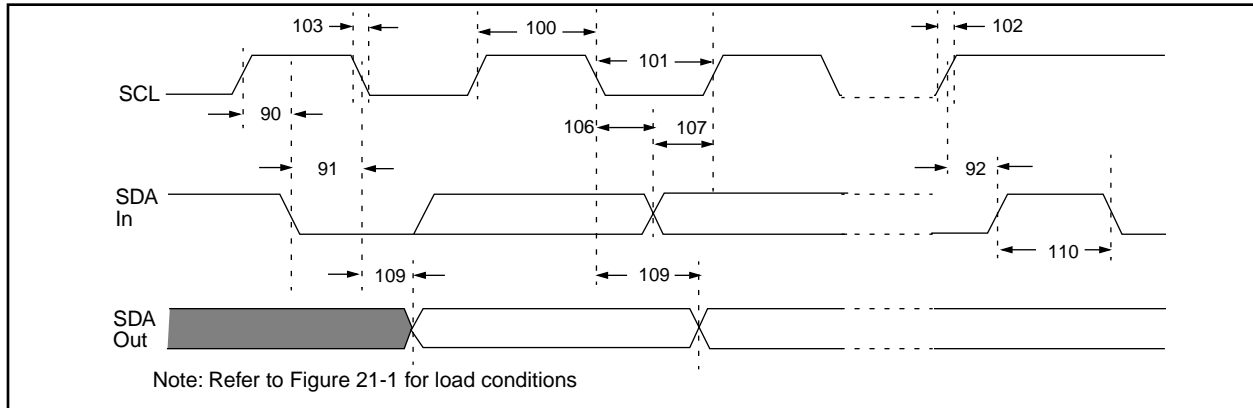 103
100
101
102
SCL
90
106
107
91
92
SDA
In
110
109
109
SDA
Out
Note: Refer to Figure 21-1 for load conditions